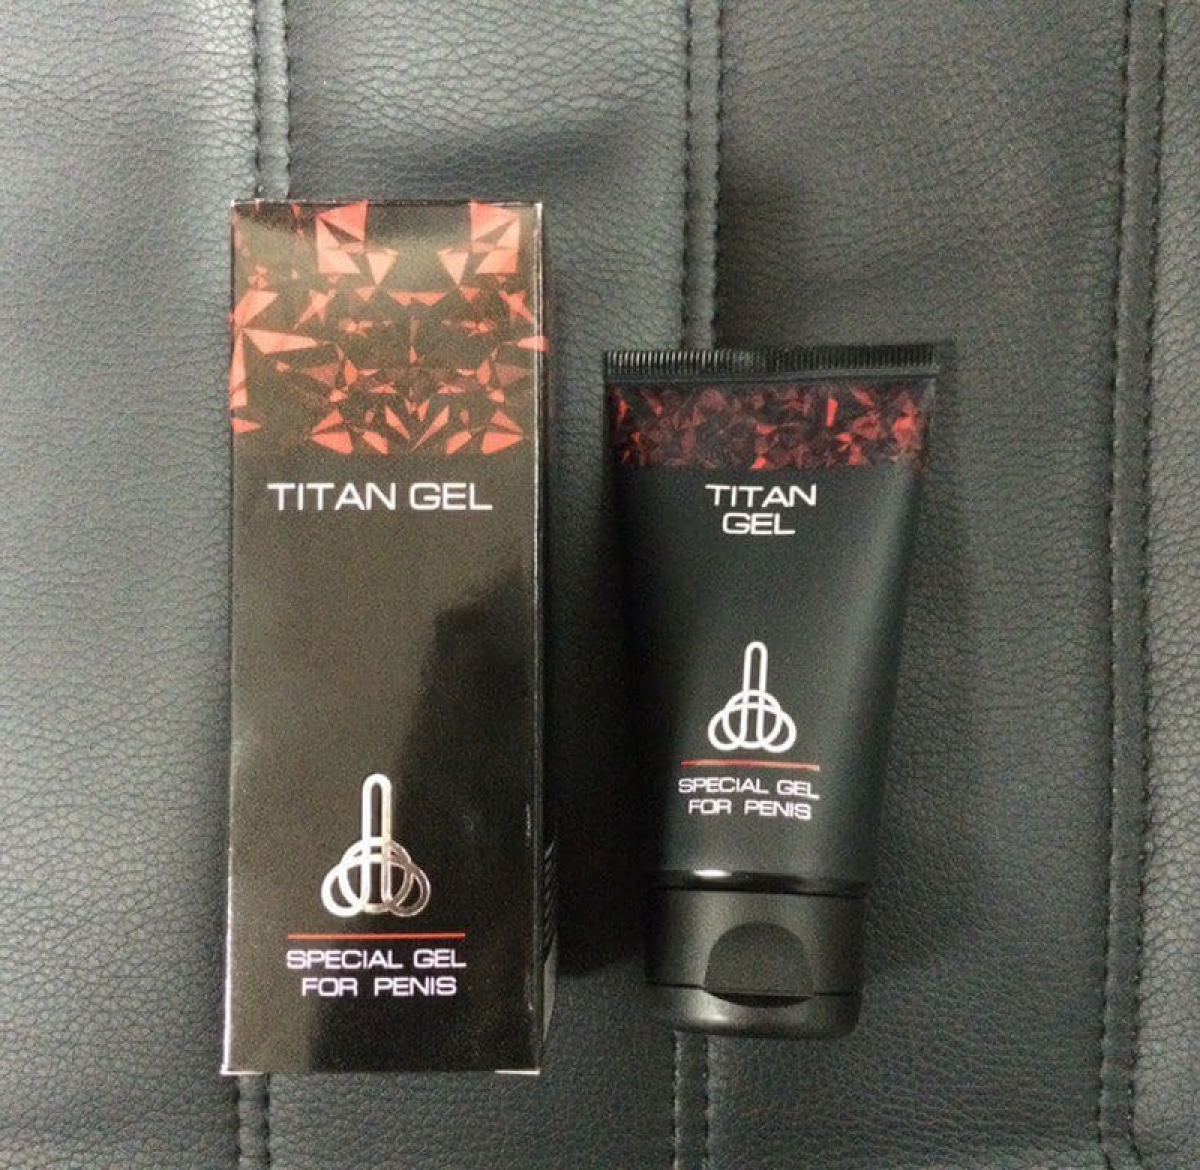 TITAN GEL
SPECIAL GEL
FOR PENIS
TITAN
GEL
SPECIAL GEL
FOR PENIS